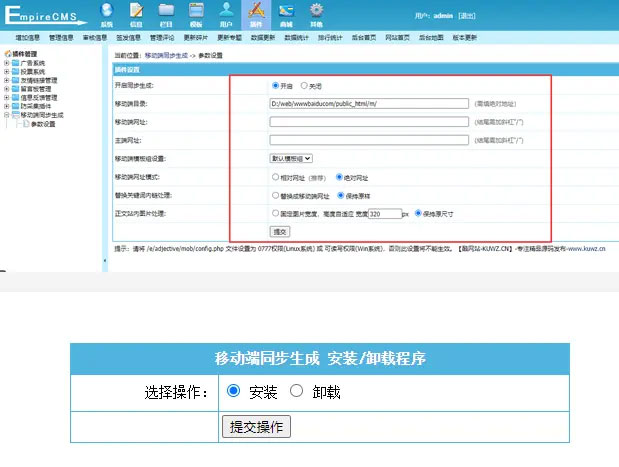 EmpireCMS
系统 信息 栏目 模板 用户 插件 商城 其他
用户: admin [退出]
增加信息 管理信息 审核信息 签发信息 管理评论 更新碎片 更新专题 数据更新 数据统计 排行统计 后台首页 网站首页 后台地图 版本更新
插件管理
广告系统
投票系统
友情链接管理
留言板管理
信息反馈管理
防采集插件
移动端同步生成
参数设置
当前位置: 移动端同步生成 -> 参数设置
插件设置
开启同步生成: 开启 关闭
移动端目录: D:/web/wwwbaiducom/public_html/m/ (需填绝对地址)
移动端网址: (结尾需加斜杠"/")
主端网址: (结尾需加斜杠"/")
移动端模板组设置: 默认模板组
移动端网址模式: 相对网址 (推荐) 绝对网址
替换关键词内链处理: 替换成移动端网址 保持原样
正文站内图片处理: 固定图片宽度,高度自适应 宽度 320 px 保持原尺寸
提交
提示: 请将 /e/adjective/mob/config.php 文件设置为 0777权限(Linux系统) 或 可读写权限(Win系统), 否则此设置将不能生效。【酷网站-KUWZ.CN】-专注精品源码发布-www.kuwz.cn
移动端同步生成 安装/卸载程序
选择操作: 安装 卸载
提交操作